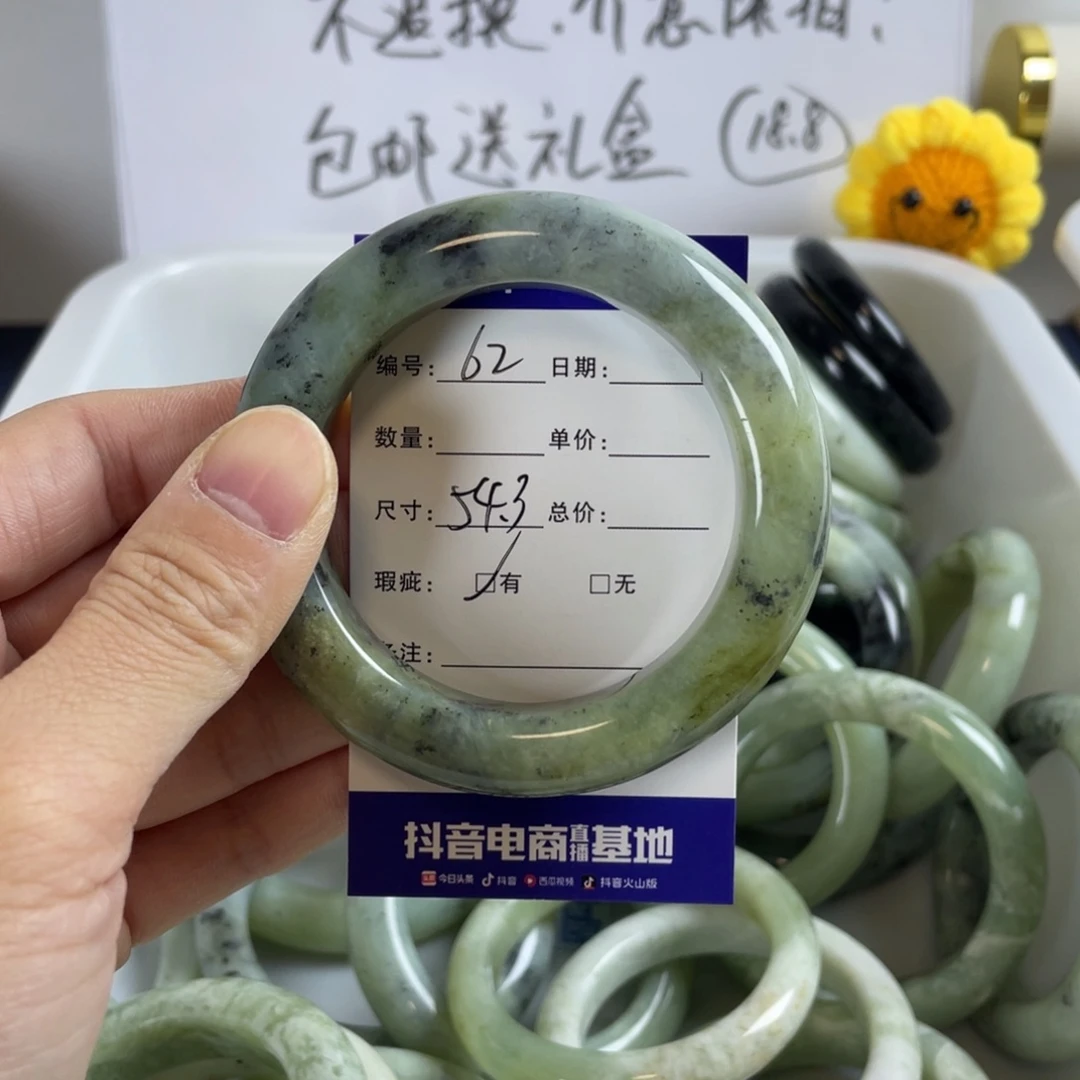 不退换.介意慎拍!
包邮送礼盒 (18.8)
编号: 62 日期:
数量: 单价:
尺寸: 54.3 总价:
瑕疵: ☑有 □无
注:
抖音电商直播基地
今日头条 抖音 西瓜视频 抖音火山版